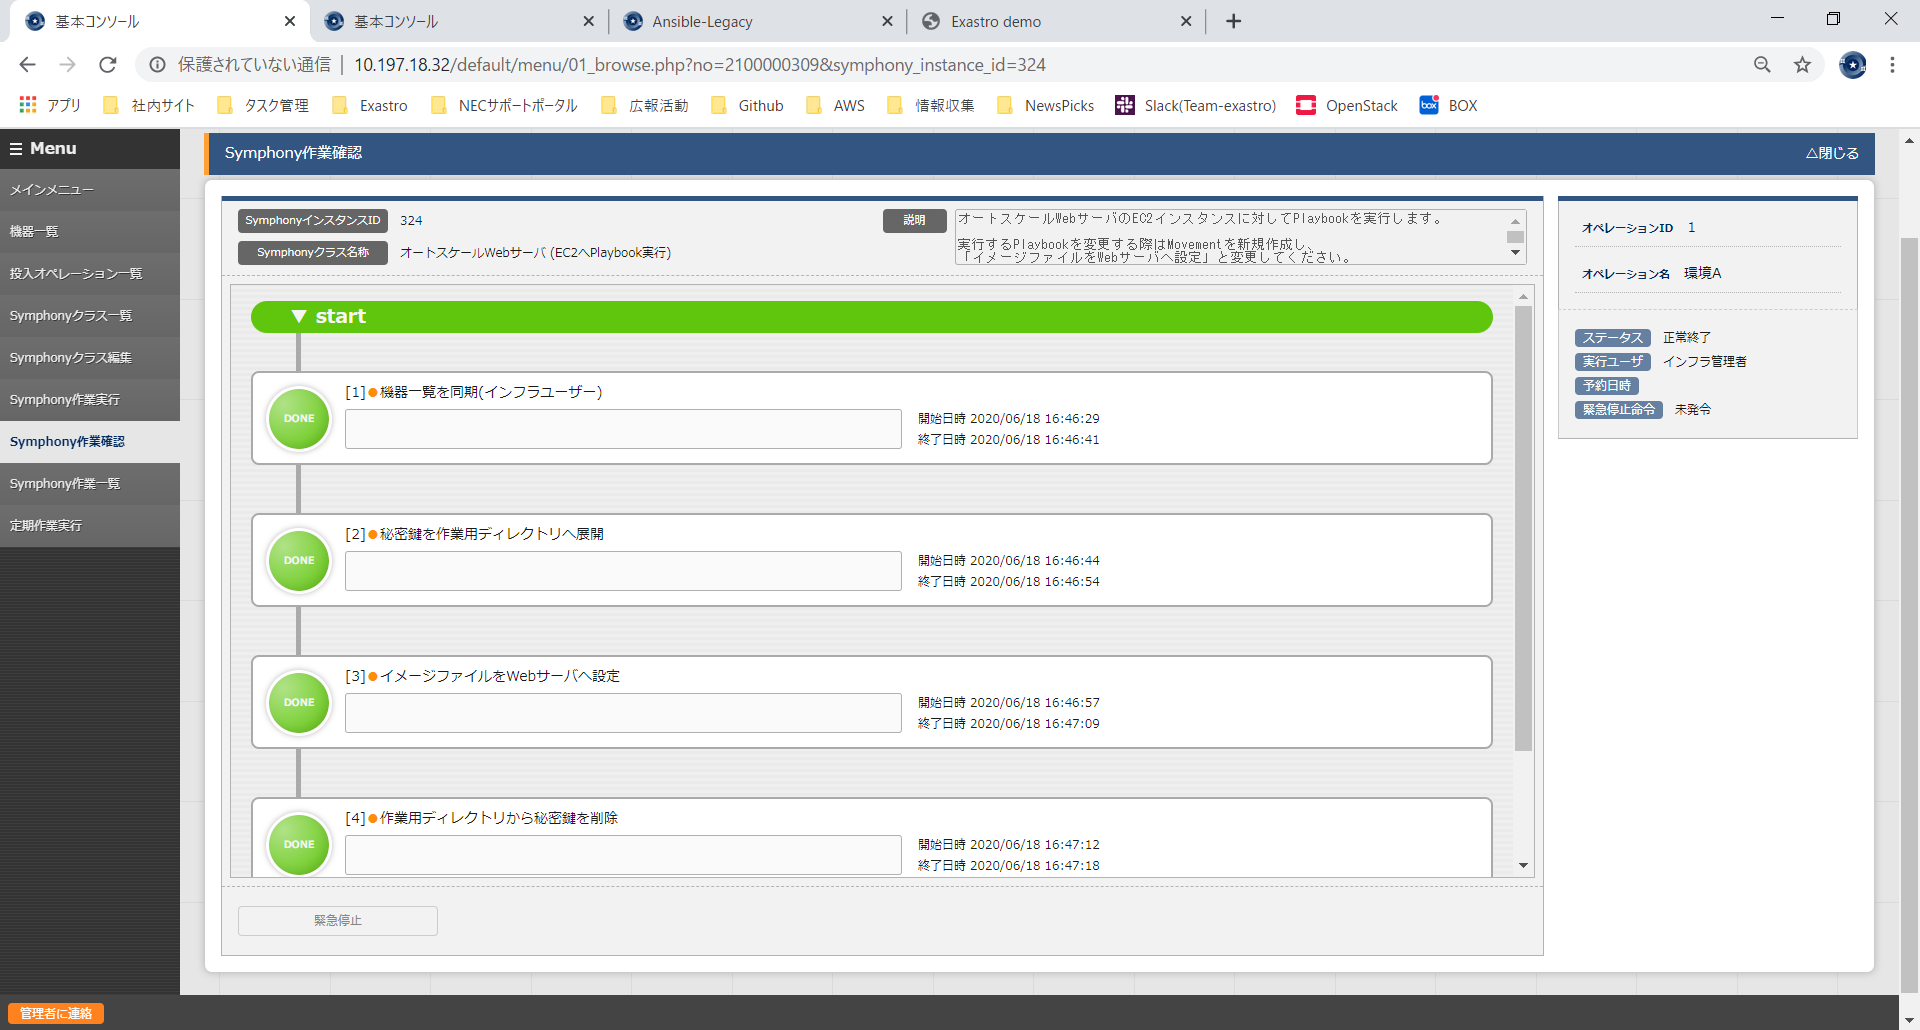 基本コンソール
基本コンソール
Ansible-Legacy
Exastro demo
保護されていない通信 | 10.197.18.32/default/menu/01_browse.php?no=2100000309&symphony_instance_id=324
アプリ
社内サイト
タスク管理
Exastro
NECサポートポータル
広報活動
Github
AWS
情報収集
NewsPicks
Slack(Team-exastro)
OpenStack
box
BOX
Menu
メインメニュー
機器一覧
投入オペレーション一覧
Symphonyクラス一覧
Symphonyクラス編集
Symphony作業実行
Symphony作業確認
Symphony作業一覧
定期作業実行
Symphony作業確認
△閉じる
SymphonyインスタンスID 324
Symphonyクラス名称 オートスケールWebサーバ (EC2へPlaybook実行)
説明
オートスケールWebサーバのEC2インスタンスに対してPlaybookを実行します。
実行するPlaybookを変更する際はMovementを新規作成し、
「イメージファイルをWebサーバへ設定」と変更してください。
▼ start
DONE
[1]●機器一覧を同期(インフラユーザー)
開始日時 2020/06/18 16:46:29
終了日時 2020/06/18 16:46:41
DONE
[2]●秘密鍵を作業用ディレクトリへ展開
開始日時 2020/06/18 16:46:44
終了日時 2020/06/18 16:46:54
DONE
[3]●イメージファイルをWebサーバへ設定
開始日時 2020/06/18 16:46:57
終了日時 2020/06/18 16:47:09
DONE
[4]●作業用ディレクトリから秘密鍵を削除
開始日時 2020/06/18 16:47:12
終了日時 2020/06/18 16:47:18
緊急停止
オペレーションID 1
オペレーション名 環境A
ステータス 正常終了
実行ユーザ インフラ管理者
予約日時
緊急停止命令 未発令
管理者に連絡